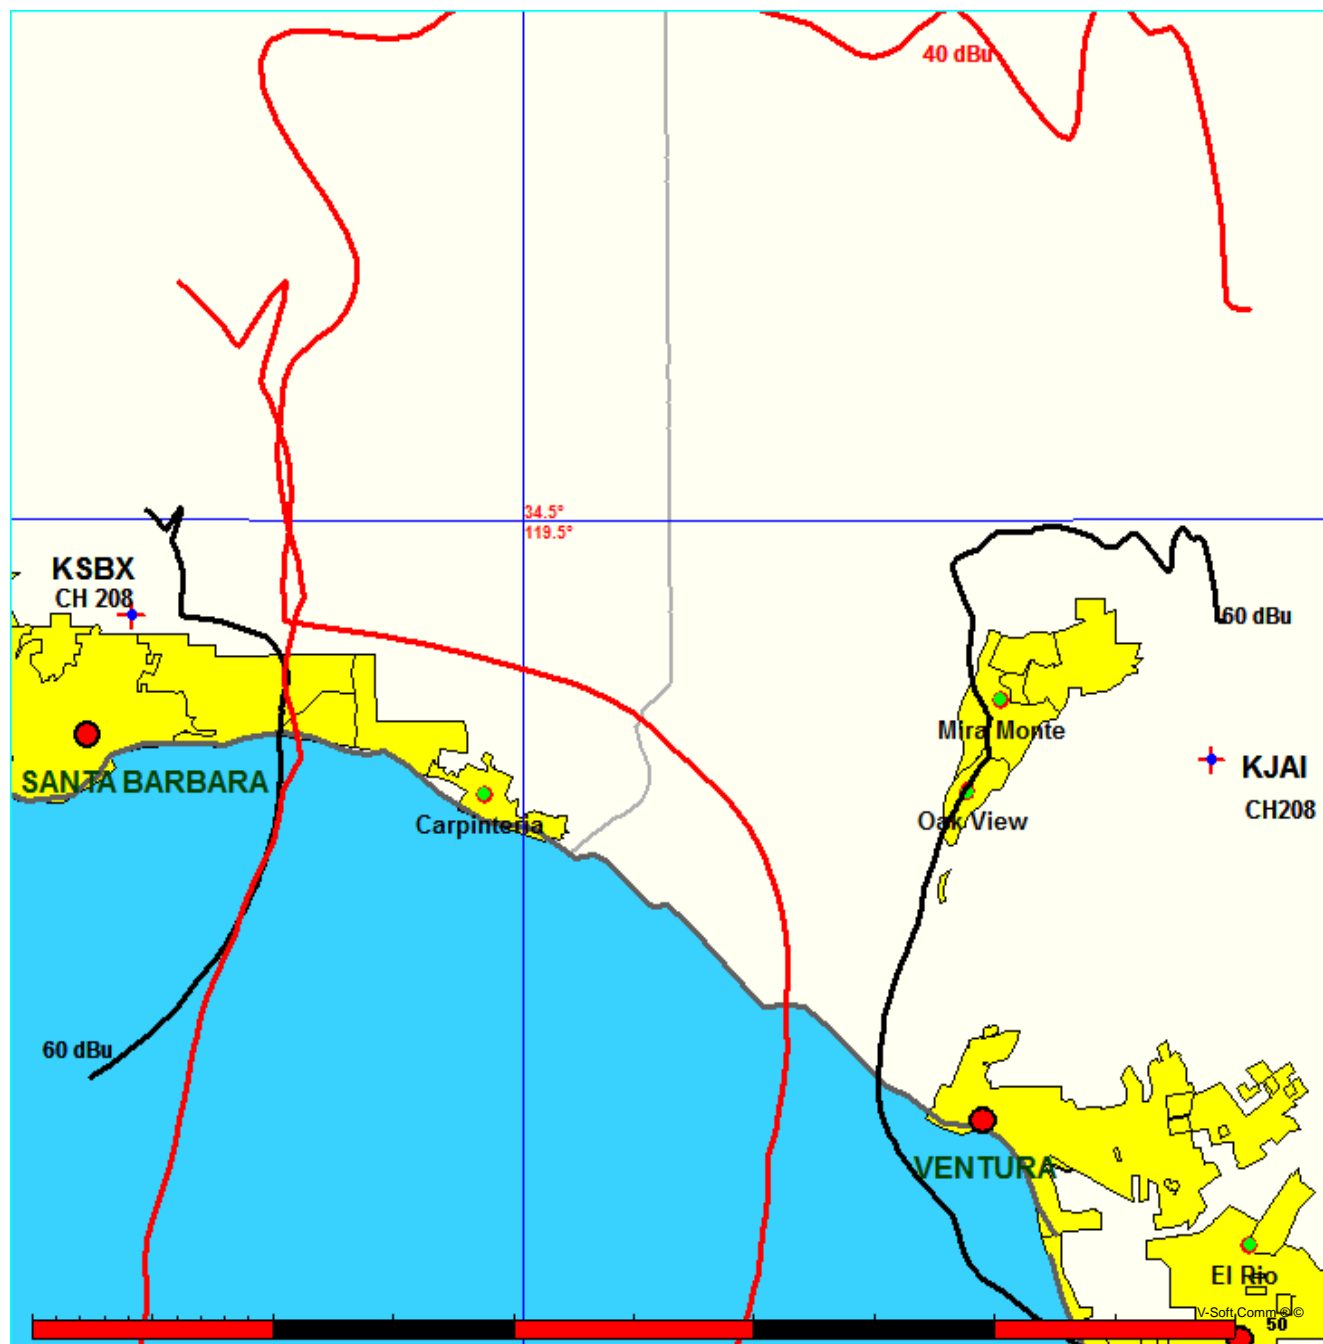 40 dBu
34.5°
119.5°
KSBX
CH 208
60 dBu
Mira Monte
KJAI
SANTA BARBARA
CH208
Carpinteria
Oak View
60 dBu
VENTURA
El Rio
V-Soft Comm ® ©
50